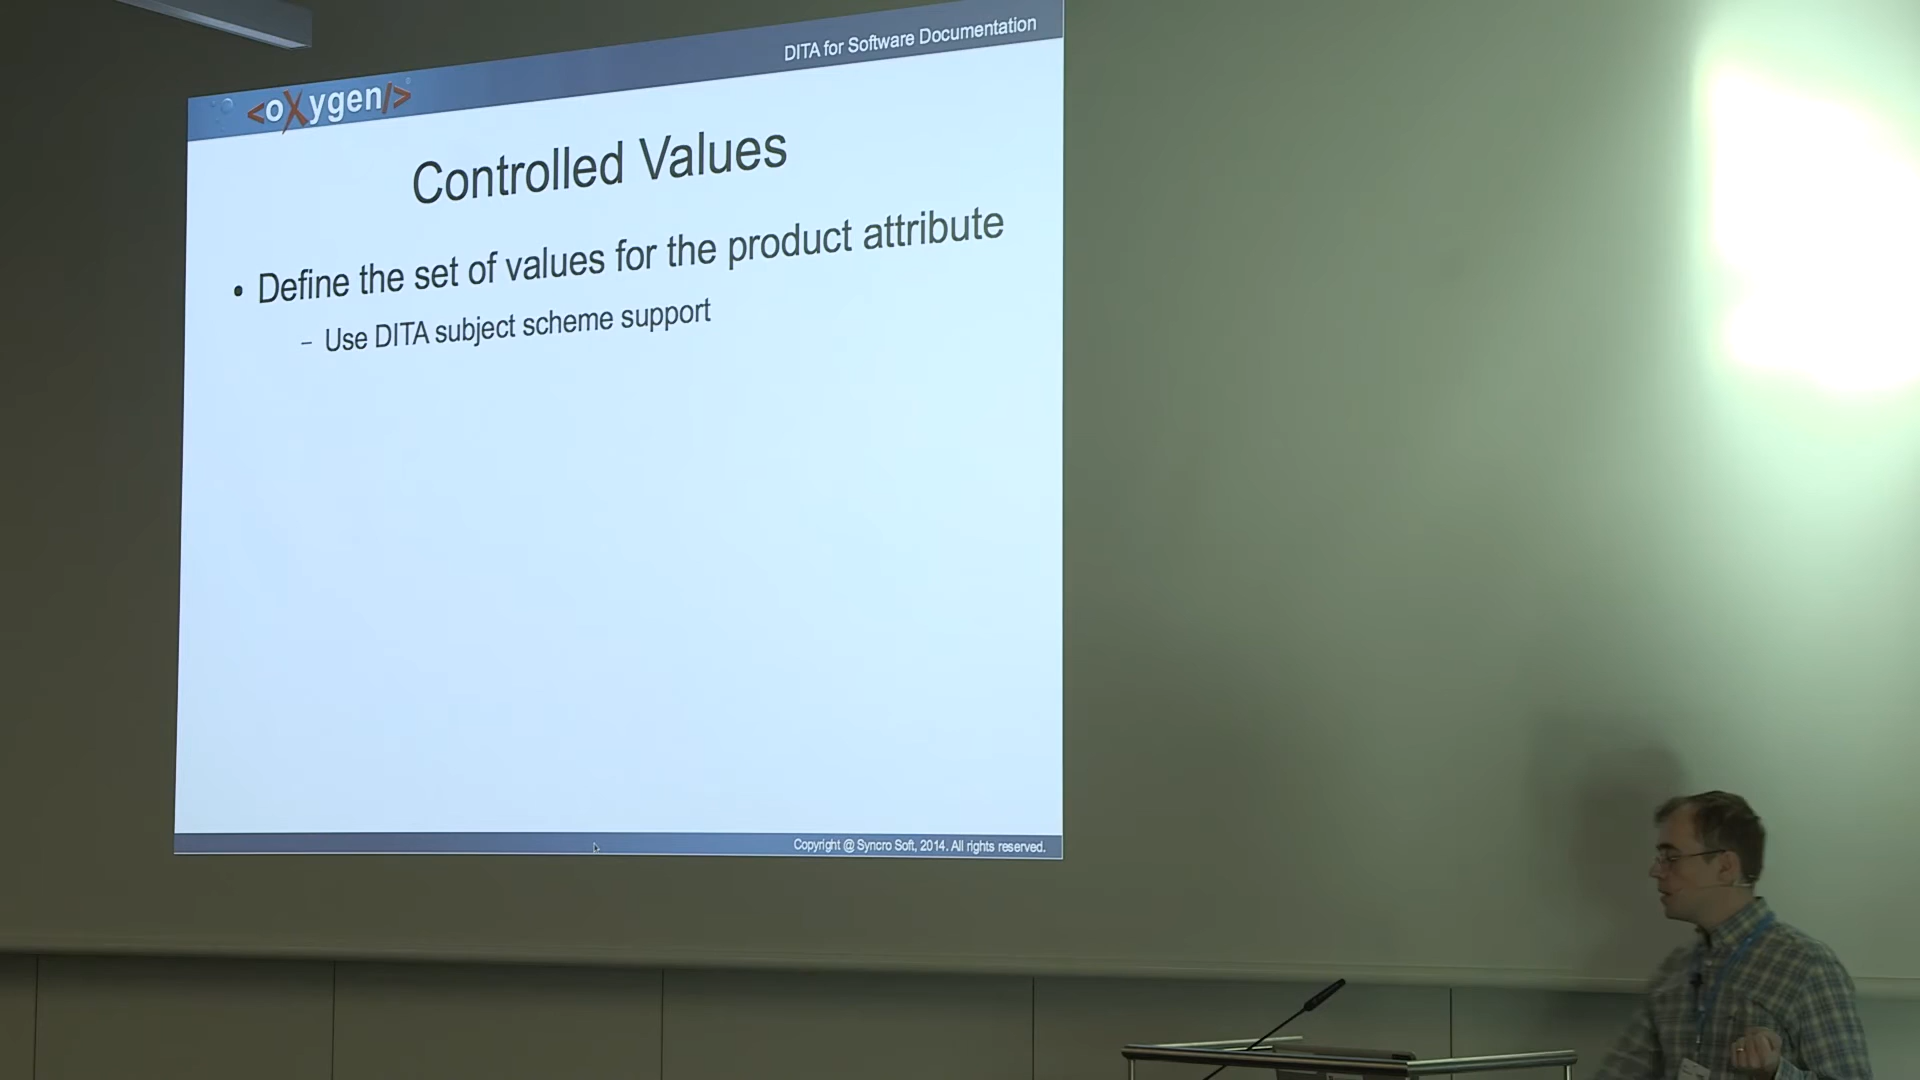 DITA for Software Documentation
<oXygen/>
Controlled Values
• Define the set of values for the product attribute
– Use DITA subject scheme support
Copyright @ Syncro Soft, 2014. All rights reserved.